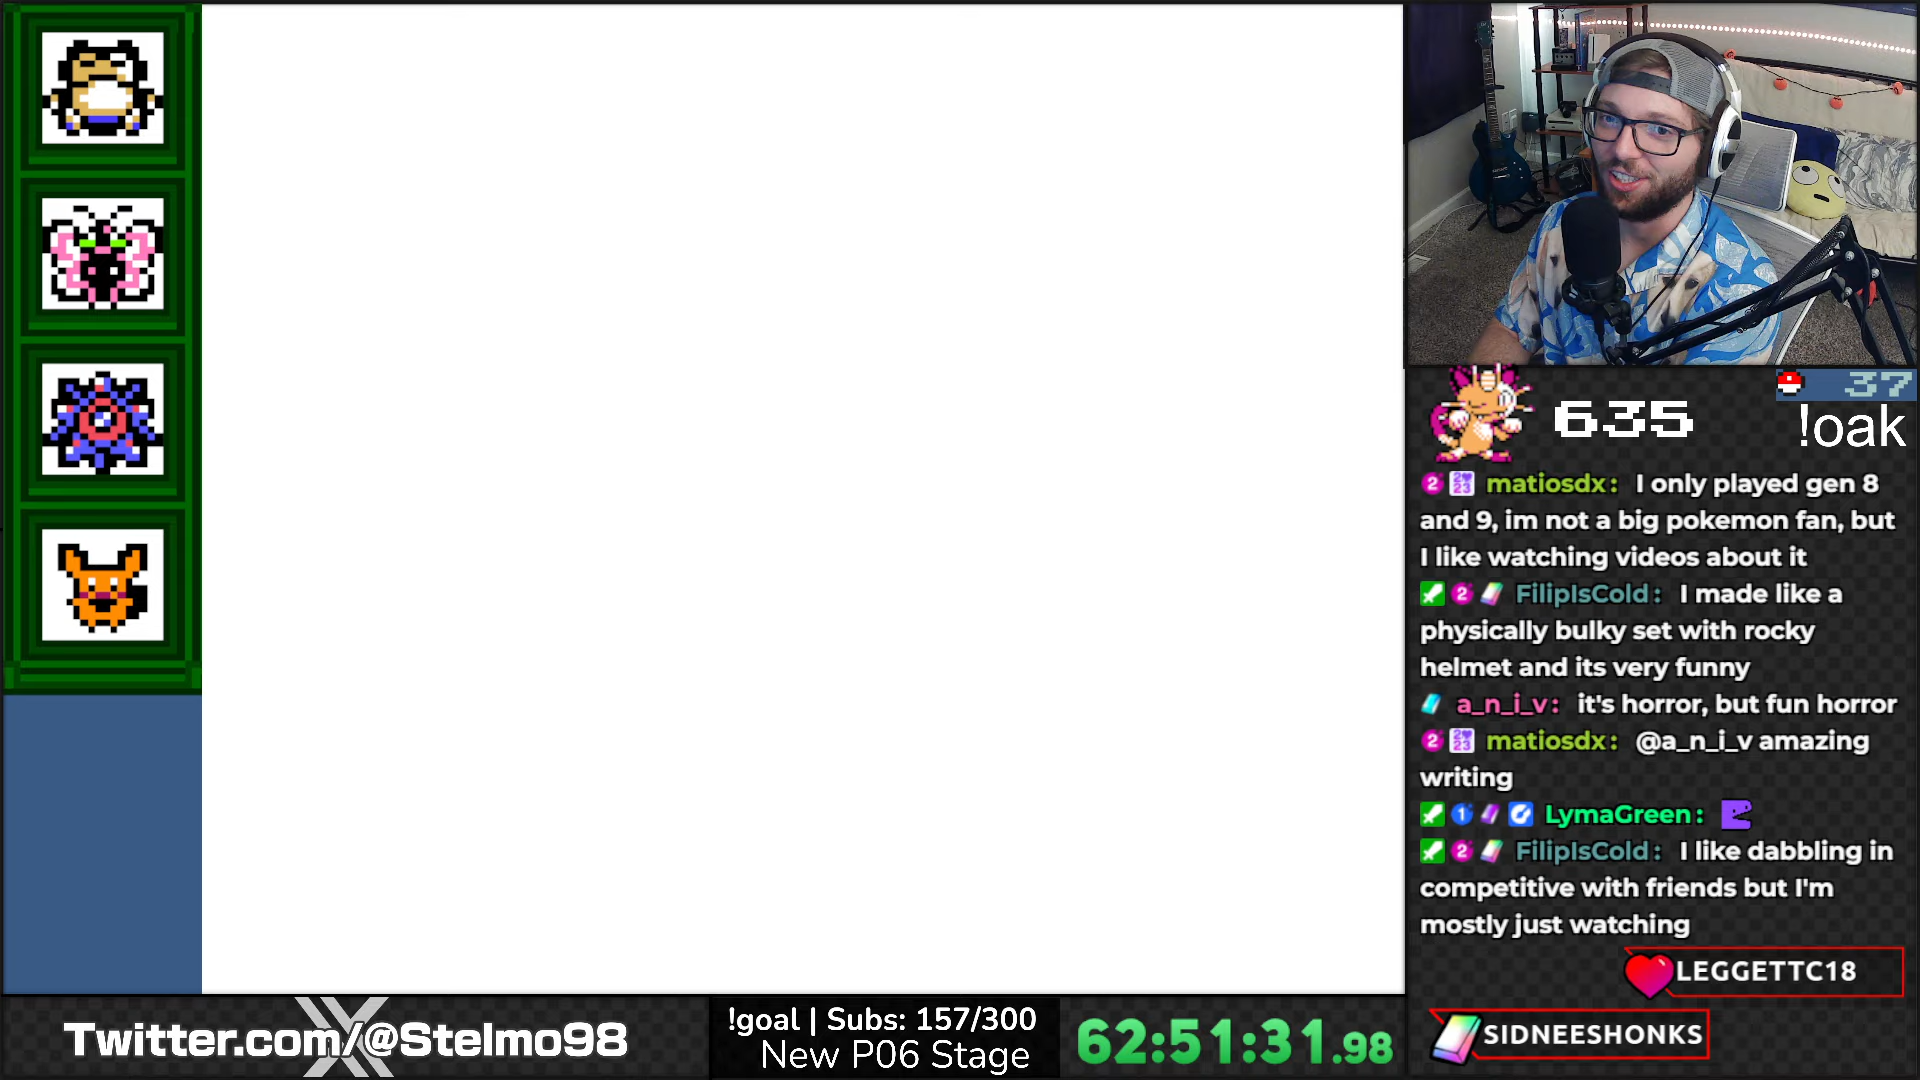 37
635
!oak
matiosdx: I only played gen 8
and 9, im not a big pokemon fan, but
I like watching videos about it
FilipIsCold: I made like a
physically bulky set with rocky
helmet and its very funny
a_n_i_v: it's horror, but fun horror
matiosdx: @a_n_i_v amazing
writing
LymaGreen:
FilipIsCold: I like dabbling in
competitive with friends but I'm
mostly just watching
LEGGETTC18
SIDNEESHONKS
Twitter.com/@Stelmo98
!goal | Subs: 157/300
New P06 Stage
62:51:31.98